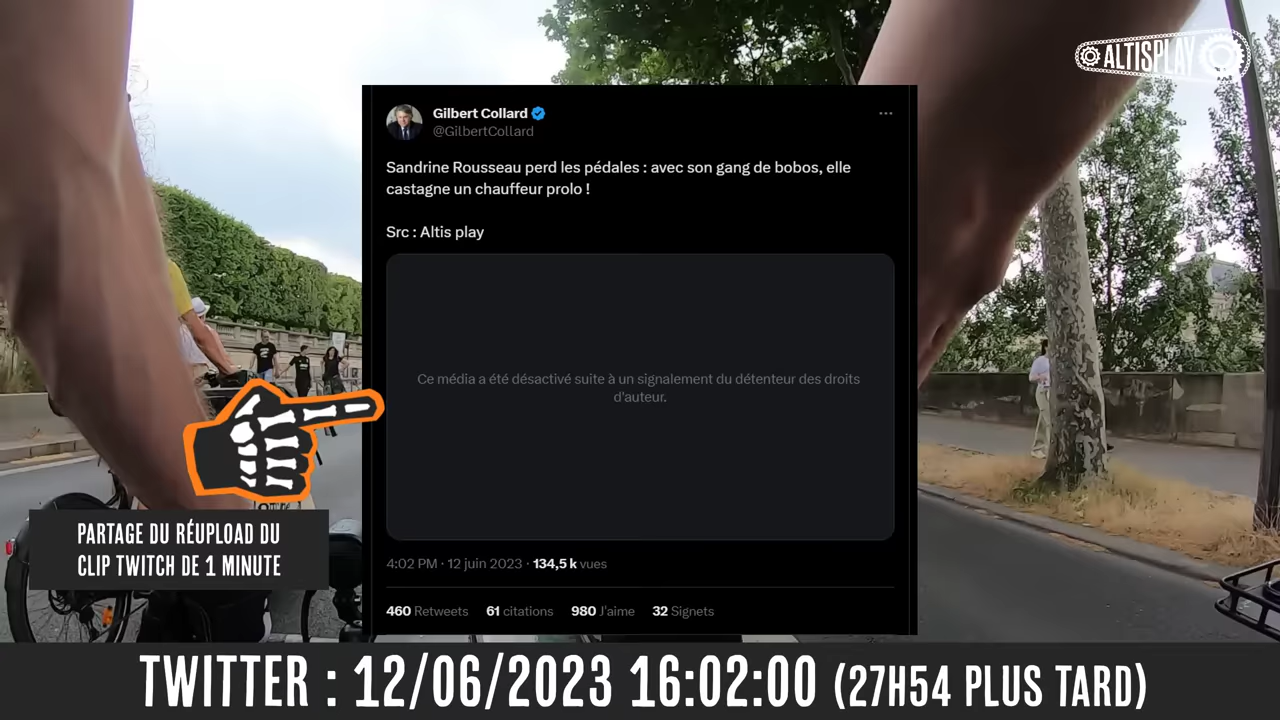 ALTISPLAY
Gilbert Collard
@GilbertCollard
Sandrine Rousseau perd les pédales : avec son gang de bobos, elle
castagne un chauffeur prolo !
Src : Altis play
Ce média a été désactivé suite à un signalement du détenteur des droits
d'auteur.
PARTAGE DU RÉUPLOAD DU
CLIP TWITCH DE 1 MINUTE
4:02 PM · 12 juin 2023 · 134,5 k vues
460 Retweets 61 citations 980 J'aime 32 Signets
TWITTER : 12/06/2023 16:02:00 (27H54 PLUS TARD)